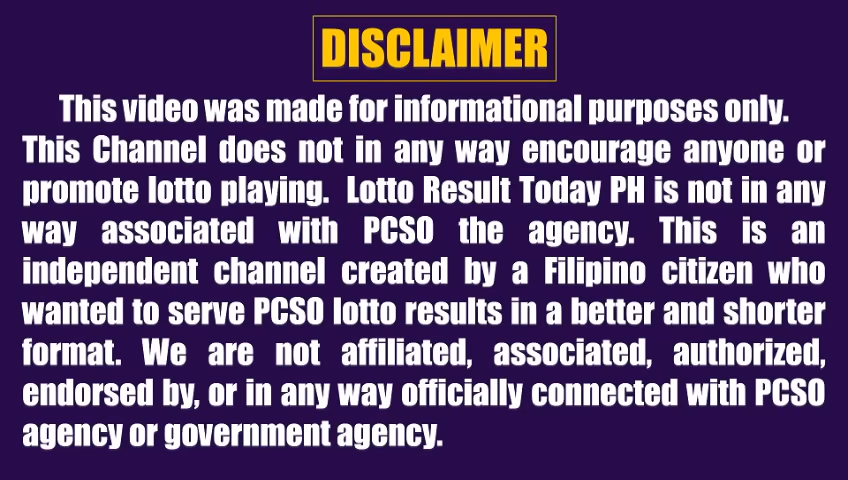 DISCLAIMER
This video was made for informational purposes only.
This Channel does not in any way encourage anyone or
promote lotto playing. Lotto Result Today PH is not in any
way associated with PCSO the agency. This is an
independent channel created by a Filipino citizen who
wanted to serve PCSO lotto results in a better and shorter
format. We are not affiliated, associated, authorized,
endorsed by, or in any way officially connected with PCSO
agency or government agency.